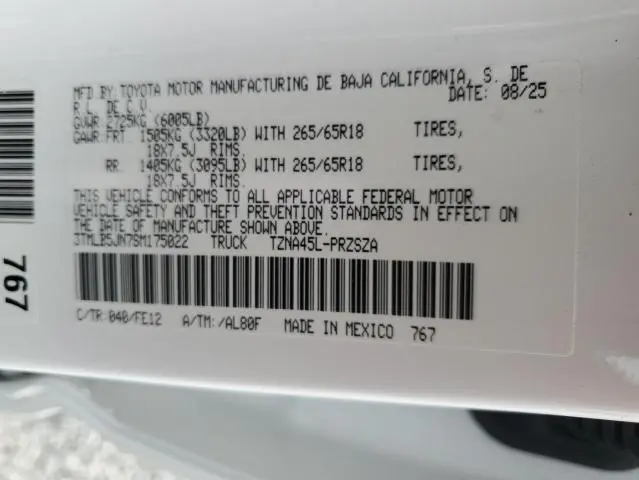 MFD BY: TOYOTA MOTOR MANUFACTURING DE BAJA CALIFORNIA, S. DE
R.L. DE C.V. DATE: 08/25
GVWR 2725KG (6005LB)
GAWR:FRT. 1505KG (3320LB) WITH 265/65R18 TIRES,
18X7.5J RIMS.
RR. 1405KG (3095LB) WITH 265/65R18 TIRES,
18X7.5J RIMS.
THIS VEHICLE CONFORMS TO ALL APPLICABLE FEDERAL MOTOR
VEHICLE SAFETY AND THEFT PREVENTION STANDARDS IN EFFECT ON
THE DATE OF MANUFACTURE SHOWN ABOVE.
3TMLB5JN7SM175022 TRUCK TZNA45L-PRZSZA
C/TR:040/FE12 A/TM:/AL80F MADE IN MEXICO 767
767